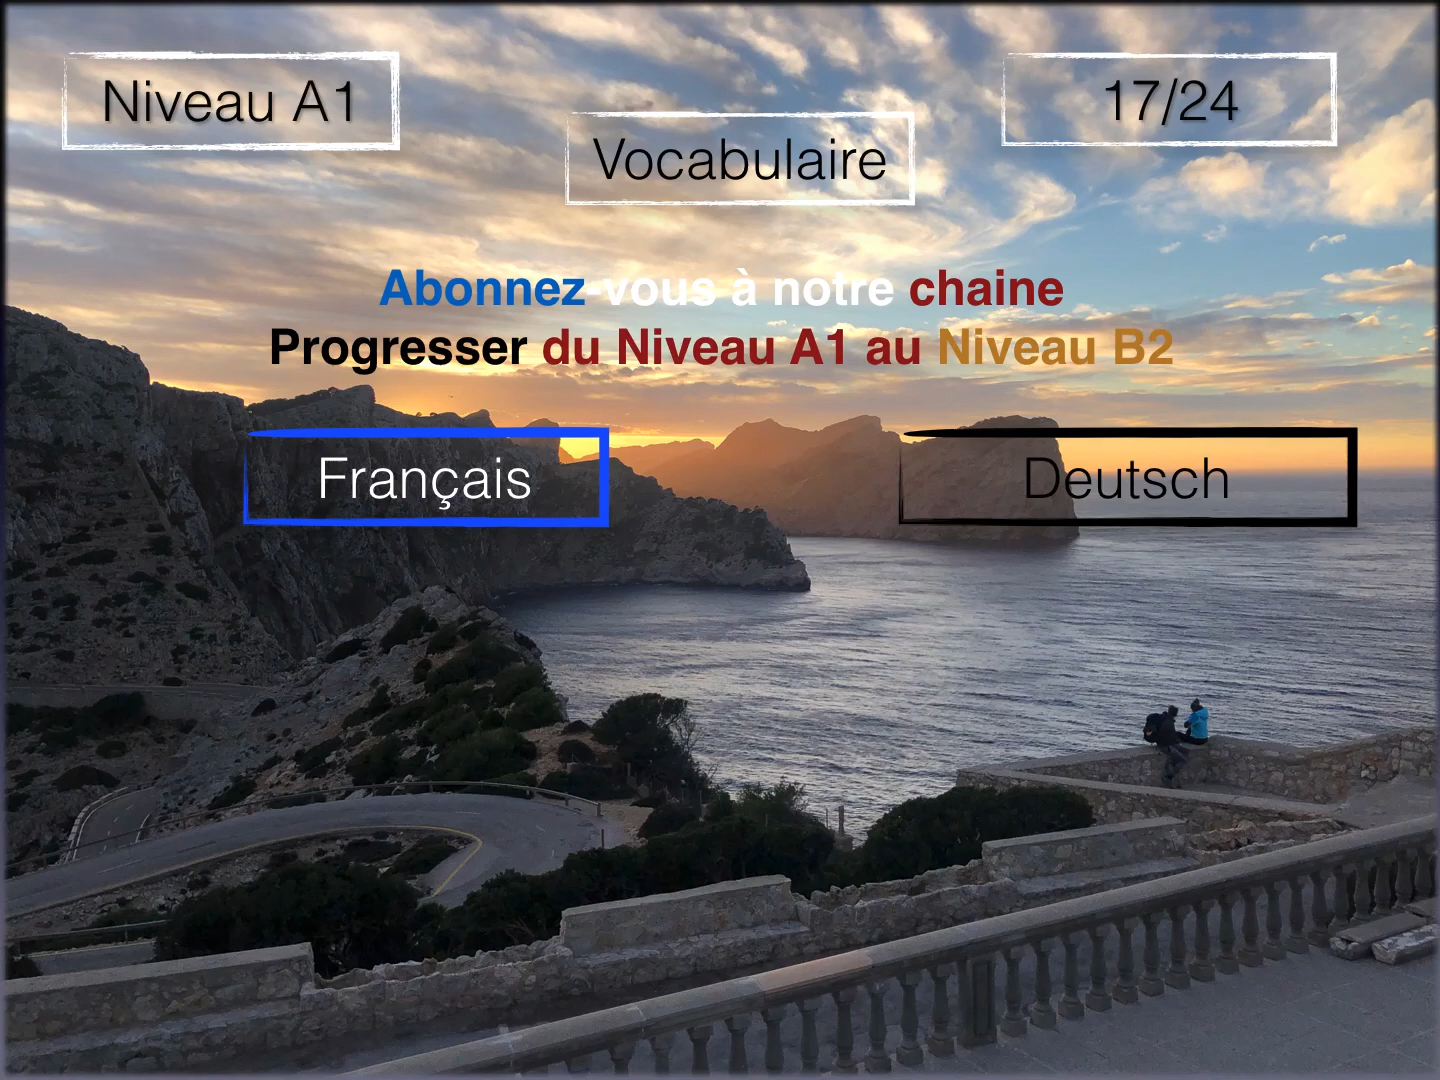 Niveau A1
17/24
Vocabulaire
Abonnez-vous à notre chaine
Progresser du Niveau A1 au Niveau B2
Français
Deutsch